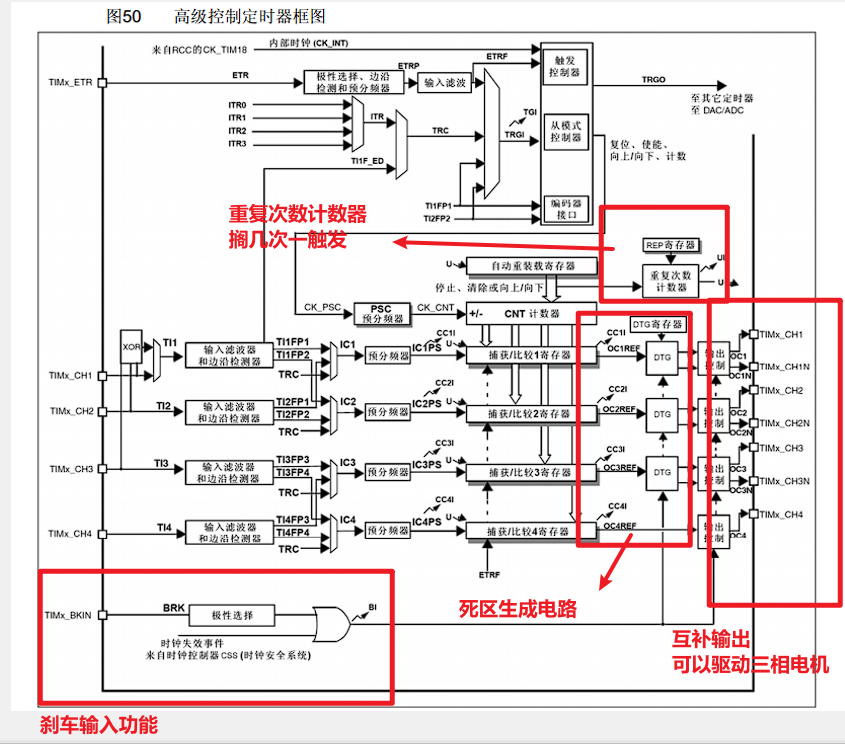 图50 高级控制定时器框图
内部时钟 (CK_INT)
来自RCC的CK_TIM18
ETRF
触发
控制器
TRGO
至其它定时器
至 DAC/ADC
TIMx_ETR
ETR
极性选择、边沿
检测和预分频器
ETRP
输入滤波
ITR0
ITR1
ITR2
ITR3
ITR
TRC
TI1F_ED
TGI
TRGI
从模式
控制器
复位、使能、
向上/向下、计数
TI1FP1
TI2FP2
编码器
接口
重复次数计数器
搁几次一触发
REP寄存器
UI
重复次数
计数器
U
U
自动重装载寄存器
停止、清除或向上/向下
CK_PSC
PSC
预分频器
CK_CNT
+/-
CNT 计数器
DTG寄存器
XOR
TI1
输入滤波器
和边沿检测器
TI1FP1
TI1FP2
TRC
IC1
预分频器
IC1PS
CC1I
U
捕获/比较1寄存器
CC1I
OC1REF
DTG
输出
控制
OC1
OC1N
TIMx_CH1
TIMx_CH1N
TIMx_CH1
TIMx_CH2
TI2
输入滤波器
和边沿检测器
TI2FP1
TI2FP2
TRC
IC2
预分频器
IC2PS
CC2I
U
捕获/比较2寄存器
CC2I
OC2REF
DTG
输出
控制
OC2
OC2N
TIMx_CH2
TIMx_CH2N
TIMx_CH3
TI3
输入滤波器
和边沿检测器
TI3FP3
TI3FP4
TRC
IC3
预分频器
IC3PS
CC3I
U
捕获/比较3寄存器
CC3I
OC3REF
DTG
输出
控制
OC3
OC3N
TIMx_CH3
TIMx_CH3N
TIMx_CH4
TI4
输入滤波器
和边沿检测器
TI4FP3
TI4FP4
TRC
IC4
预分频器
IC4PS
CC4I
U
捕获/比较4寄存器
CC4I
OC4REF
输出
控制
OC4
TIMx_CH4
ETRF
TIMx_BKIN
BRK
极性选择
BI
时钟失效事件
来自时钟控制器 CSS (时钟安全系统)
死区生成电路
互补输出
可以驱动三相电机
刹车输入功能